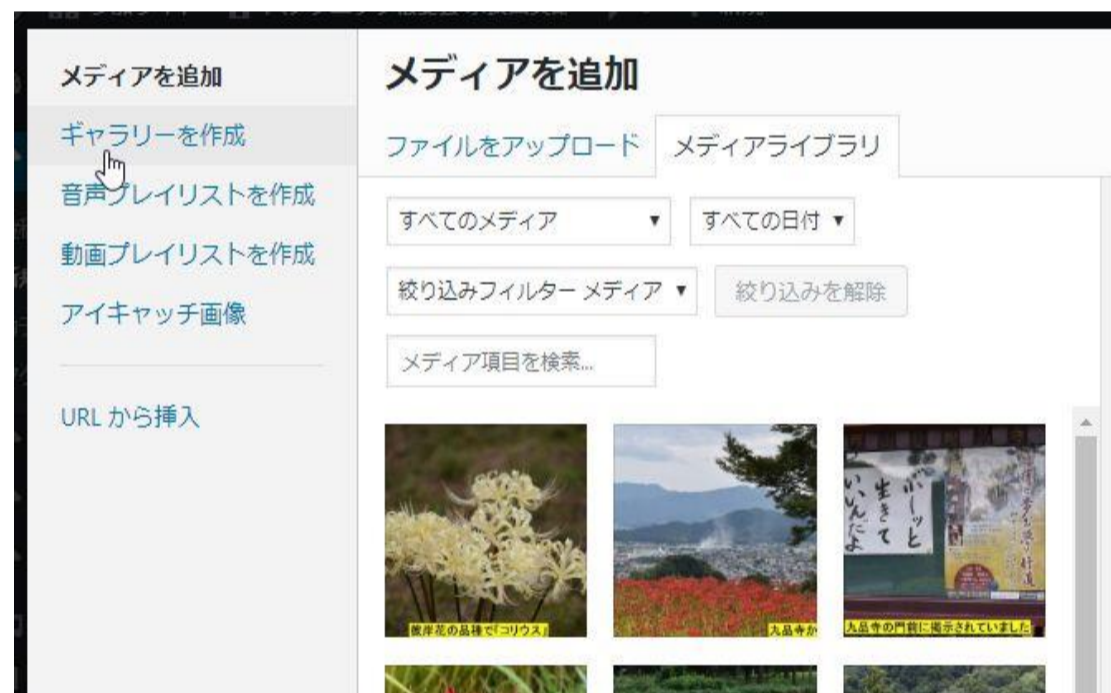 メディアを追加
ギャラリーを作成
音声プレイリストを作成
動画プレイリストを作成
アイキャッチ画像
URL から挿入
メディアを追加
ファイルをアップロード メディアライブラリ
すべてのメディア ▼ すべての日付 ▼
絞り込みフィルター メディア ▼ 絞り込みを解除
メディア項目を検索...
彼岸花の品種で「コリウス」
九品寺か
ボーッと
生きて
いいんだよ
九品寺の門前に掲示されていました